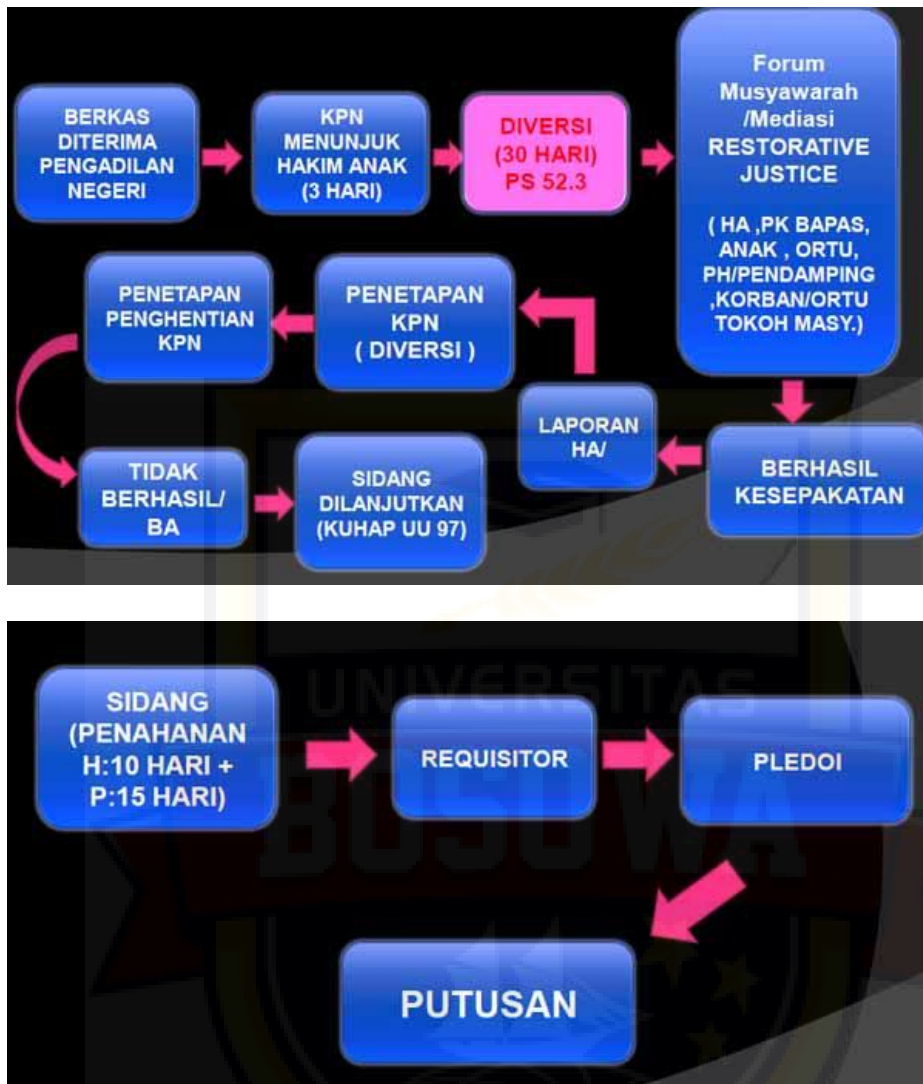 BERKAS
DITERIMA
PENGADILAN
NEGERI
KPN
MENUNJUK
HAKIM ANAK
(3 HARI)
DIVERSI
(30 HARI)
PS 52.3
Forum
Musyawarah
/Mediasi
RESTORATIVE
JUSTICE
( HA ,PK BAPAS,
ANAK , ORTU,
PH/PENDAMPING
,KORBAN/ORTU
TOKOH MASY.)
PENETAPAN
PENGHENTIAN
KPN
PENETAPAN
KPN
( DIVERSI )
LAPORAN
HA/
BERHASIL
KESEPAKATAN
TIDAK
BERHASIL/
BA
SIDANG
DILANJUTKAN
(KUHAP UU 97)
UNIVERSITAS
BOSOWA
SIDANG
(PENAHANAN
H:10 HARI +
P:15 HARI)
REQUISITOR
PLEDOI
PUTUSAN